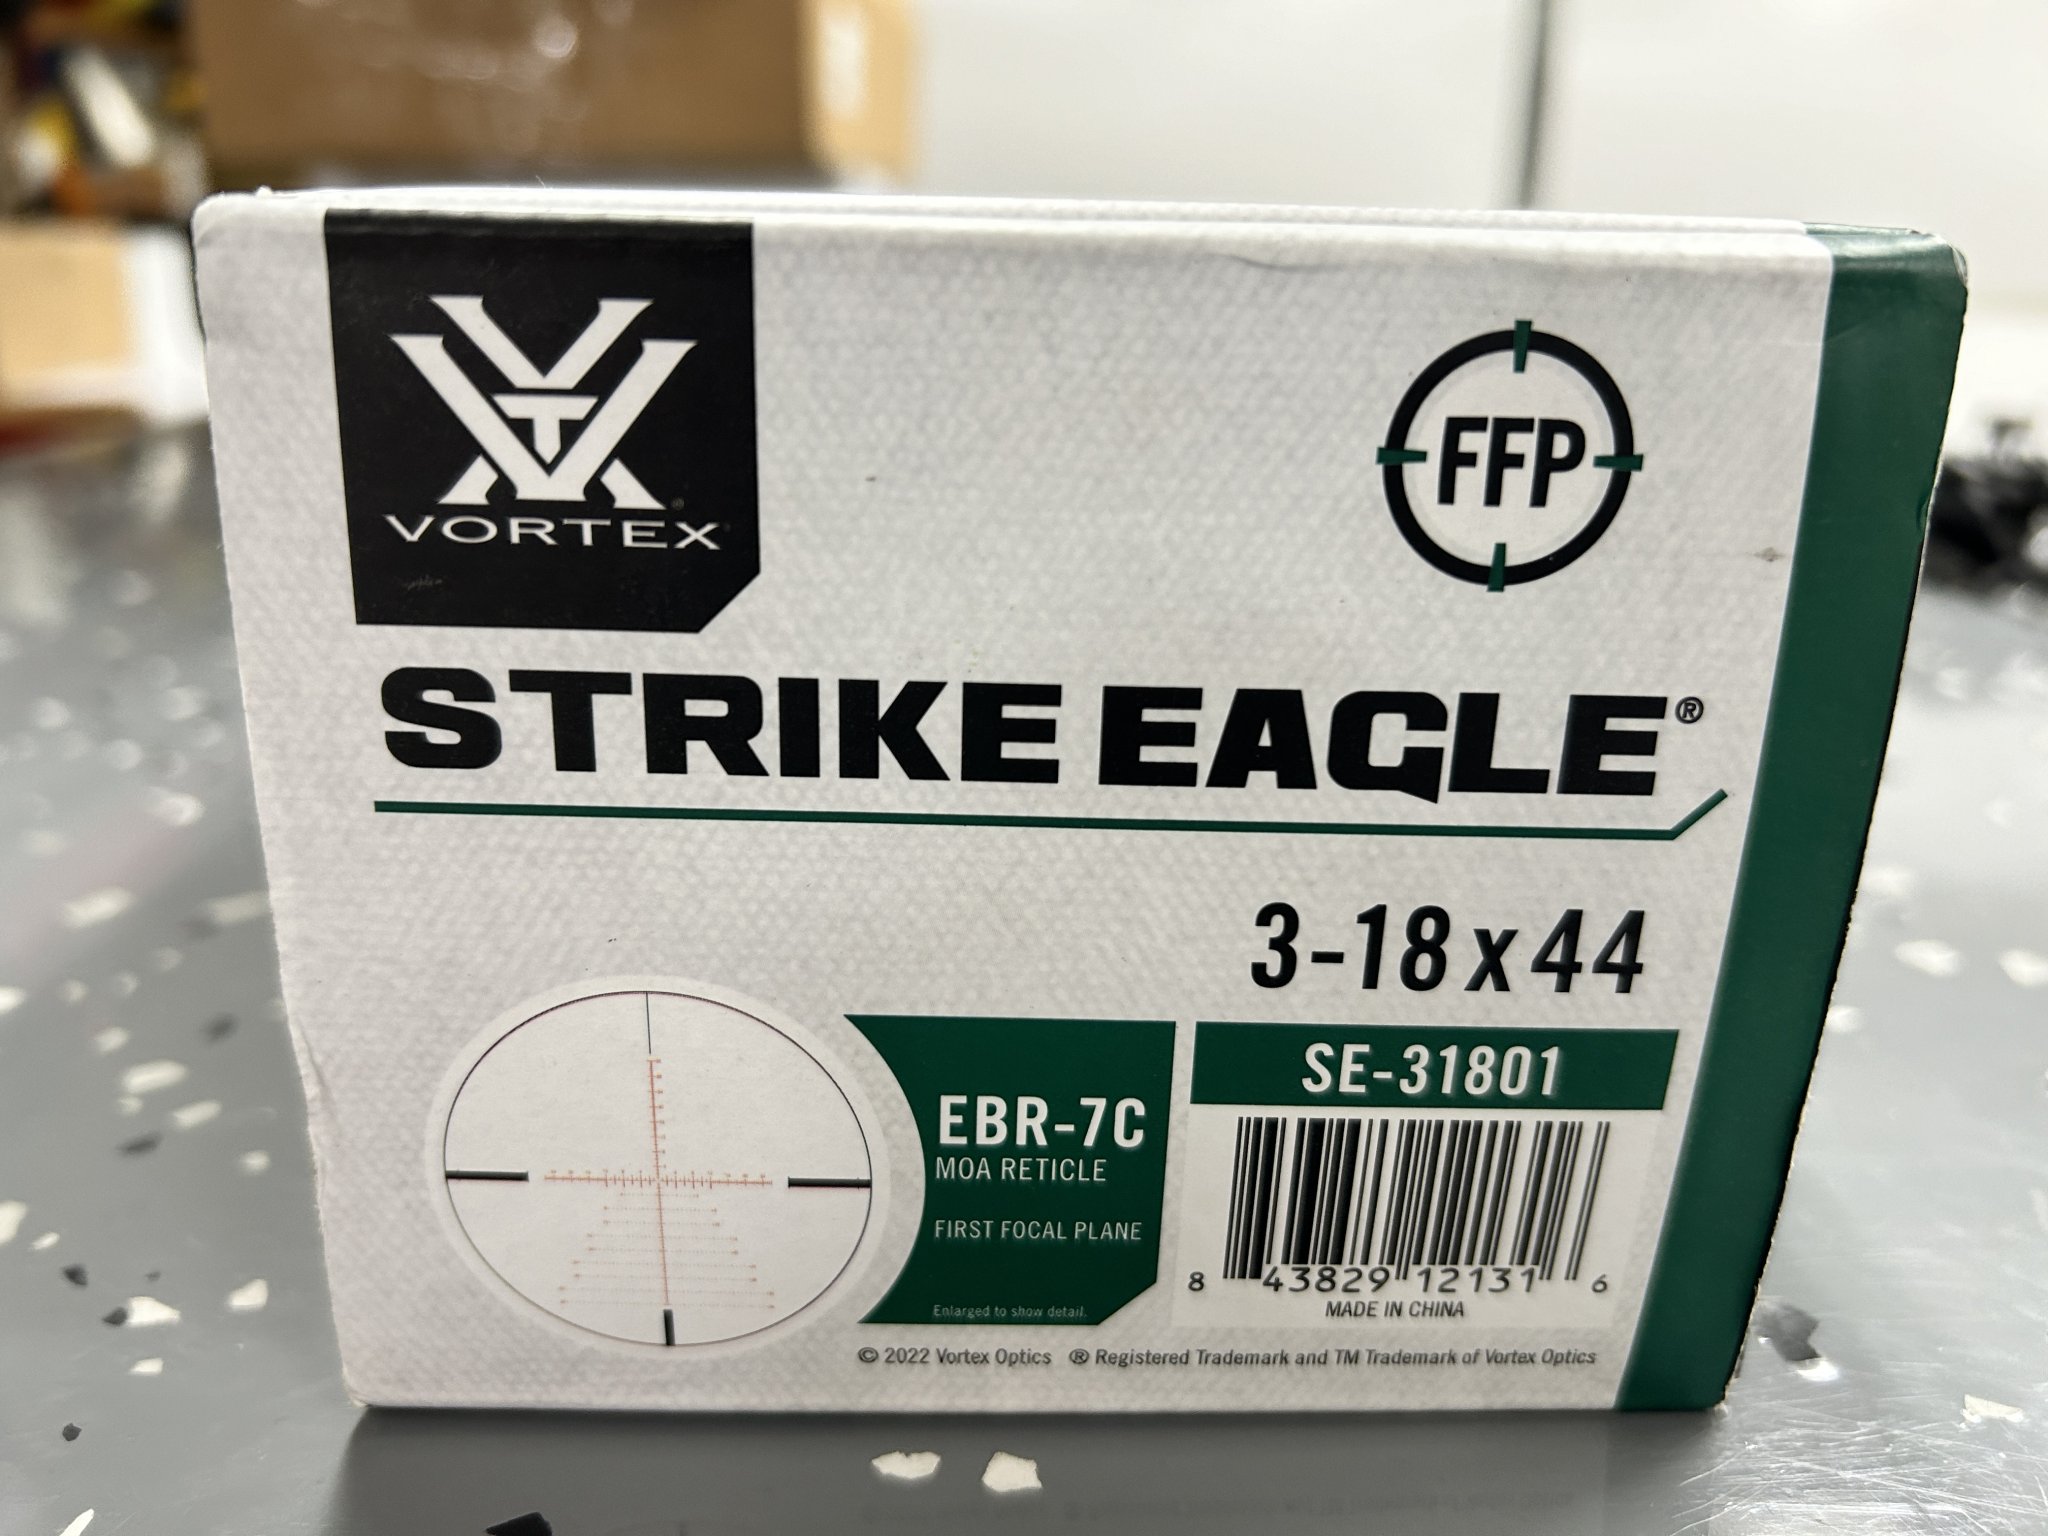 VORTEX
FFP
STRIKE EAGLE®
3-18x44
EBR-7C
MOA RETICLE
FIRST FOCAL PLANE
Enlarged to show detail.
SE-31801
8 43829 12131 6
MADE IN CHINA
© 2022 Vortex Optics ® Registered Trademark and TM Trademark of Vortex Optics